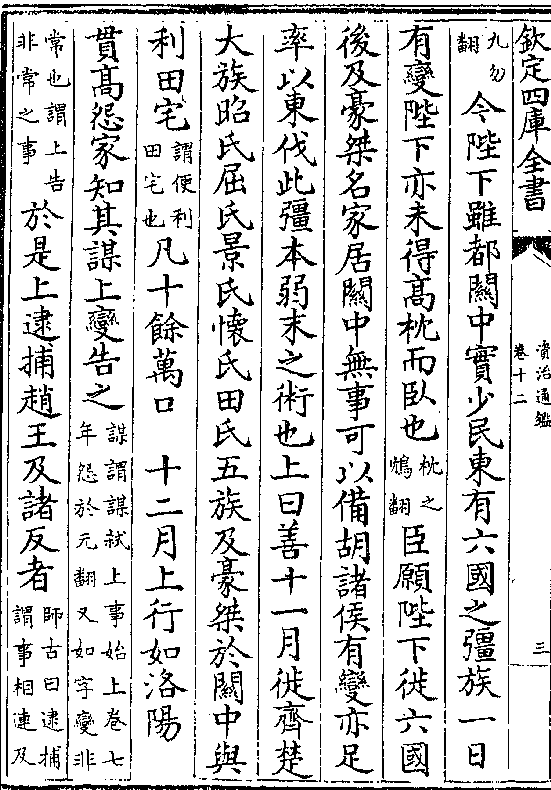 欽定四庫全書
資治通鑑
卷十二
三
九勿翻今陛下雖都關中實少民東有六國之彊族一日
有變陛下亦未得髙枕而臥也枕之鴆翻臣願陛下徙六國
後及豪桀名家居關中無事可以備胡諸侯有變亦足
率以東伐此彊本弱末之術也上曰善十一月徙齊楚
大族昭氏屈氏景氏懷氏田氏五族及豪桀於關中與
利田宅謂便利田宅也凡十餘萬口　十二月上行如洛陽
貫髙怨家知其謀上變告之謀謂謀弑上事始上卷七年怨於元翻又如字變非
常也謂上告非常之事於是上逮捕趙王及諸反者師古曰逮捕謂事相連及